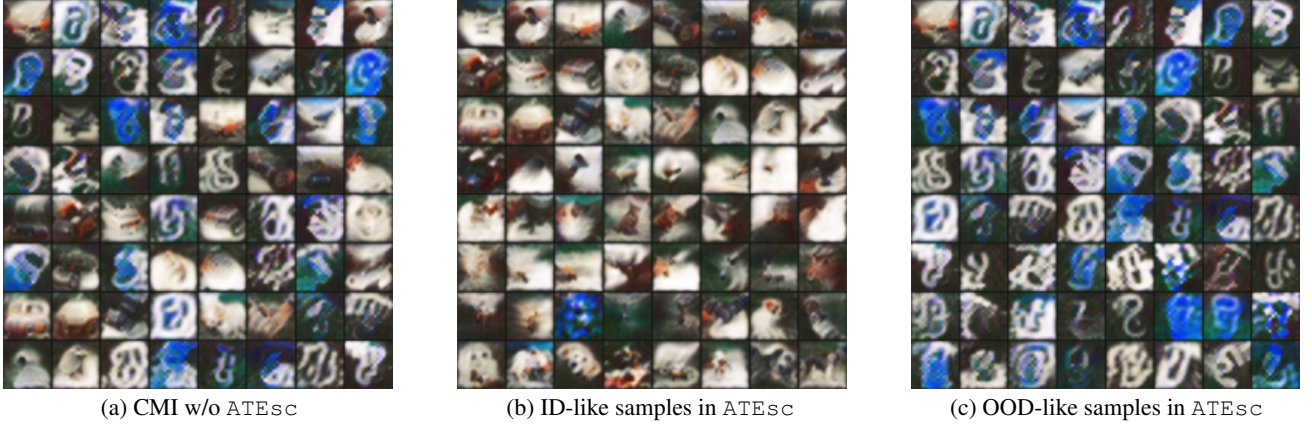 (a) CMI w/o ATEsc
(b) ID-like samples in ATEsc
(c) OOD-like samples in ATEsc